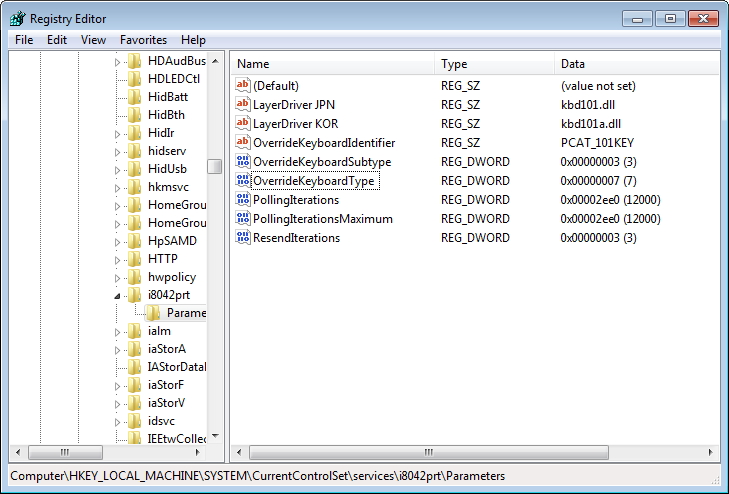 Registry Editor
File Edit View Favorites Help
HDAudBus
HDLEDCtl
HidBatt
HidBth
HidIr
hidserv
HidUsb
hkmsvc
HomeGrou
HomeGrou
HpSAMD
HTTP
hwpolicy
i8042prt
Parame
ialm
iaStorA
IAStorDatal
iaStorF
iaStorV
idsvc
IEEtwCollec
Name Type Data
ab (Default) REG_SZ (value not set)
ab LayerDriver JPN REG_SZ kbd101.dll
ab LayerDriver KOR REG_SZ kbd101a.dll
ab OverrideKeyboardIdentifier REG_SZ PCAT_101KEY
OverrideKeyboardSubtype REG_DWORD 0x00000003 (3)
OverrideKeyboardType REG_DWORD 0x00000007 (7)
PollingIterations REG_DWORD 0x00002ee0 (12000)
PollingIterationsMaximum REG_DWORD 0x00002ee0 (12000)
ResendIterations REG_DWORD 0x00000003 (3)
Computer\HKEY_LOCAL_MACHINE\SYSTEM\CurrentControlSet\services\i8042prt\Parameters